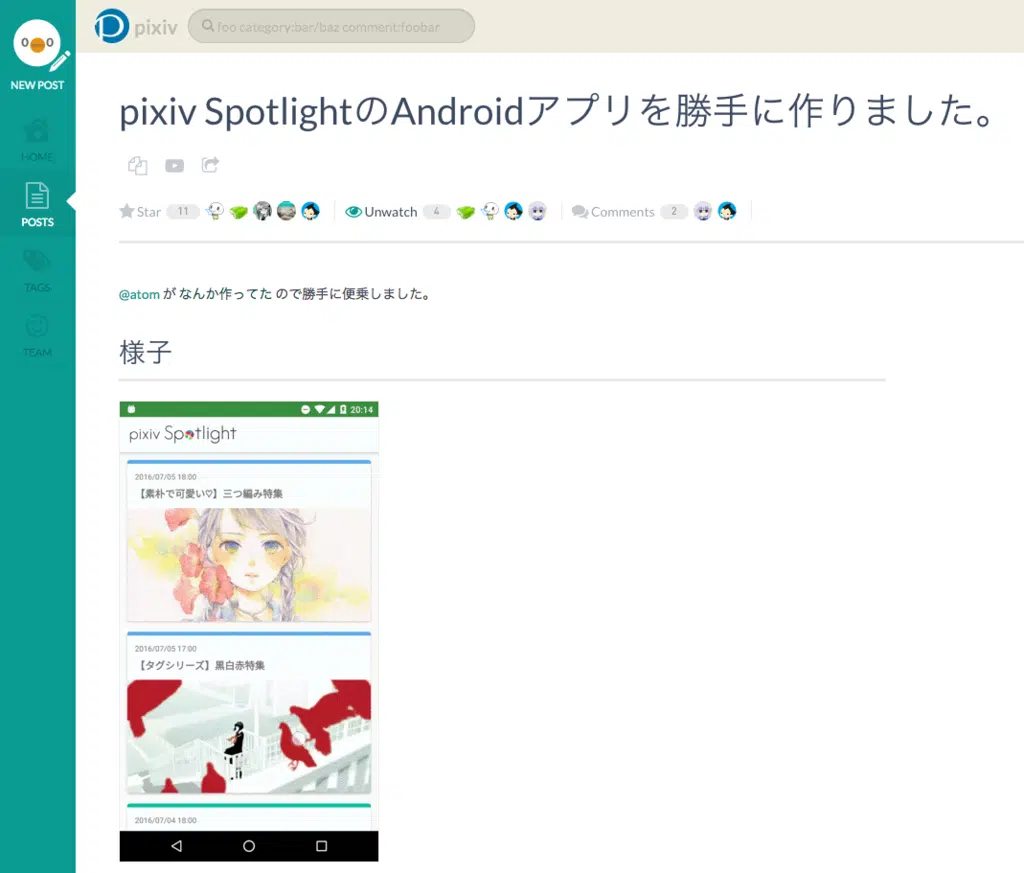 pixiv
foo category:bar/baz comment:foobar
NEW POST
HOME
POSTS
TAGS
TEAM
pixiv SpotlightのAndroidアプリを勝手に作りました。
Star 11
Unwatch 4
Comments 2
@atom が なんか作ってた ので勝手に便乗しました。
様子
20:14
pixiv Spotlight
2016/07/05 18:00
【素朴で可愛い♡】三つ編み特集
2016/07/05 17:00
【タグシリーズ】黒白赤特集
2016/07/04 18:00